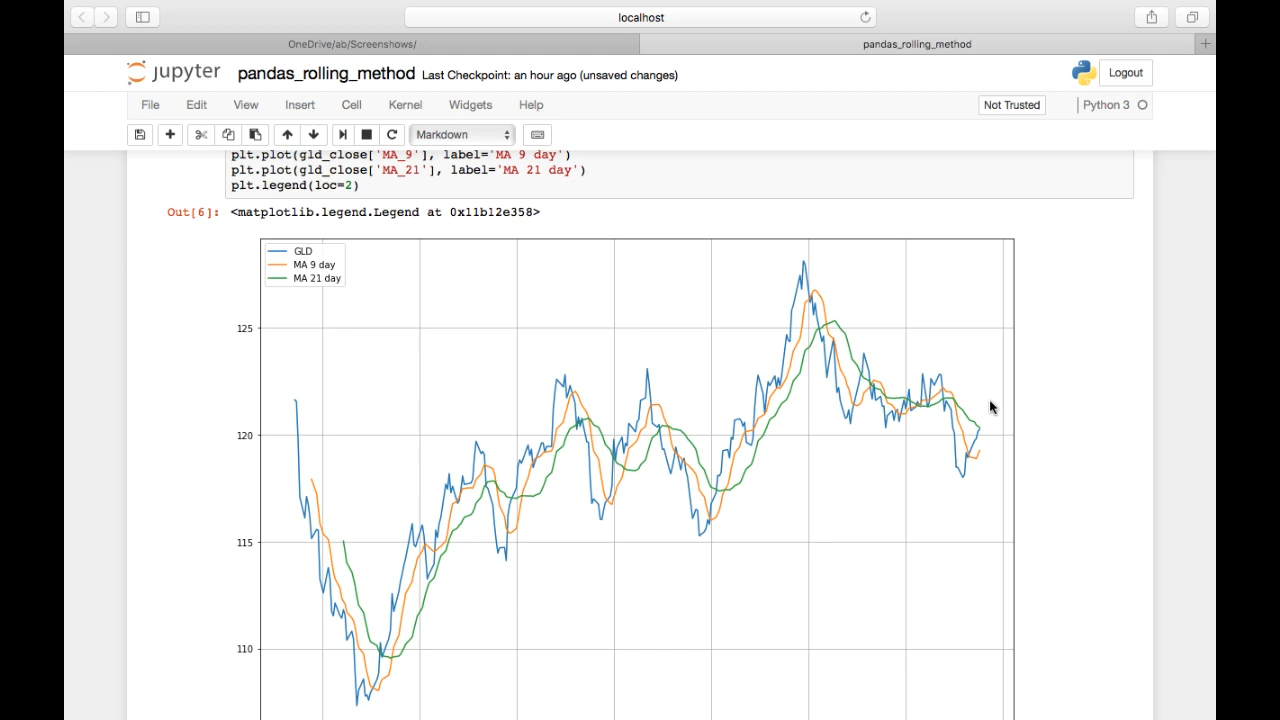 localhost
OneDrive/ab/Screenshots/
pandas_rolling_method
jupyter pandas_rolling_method Last Checkpoint: an hour ago (unsaved changes)
Logout
File Edit View Insert Cell Kernel Widgets Help
Not Trusted
Python 3
Markdown
plt.plot(gld_close['MA_9'], label='MA 9 day')
plt.plot(gld_close['MA_21'], label='MA 21 day')
plt.legend(loc=2)
Out[6]: <matplotlib.legend.Legend at 0x11b12e358>
GLD
MA 9 day
MA 21 day
125
120
115
110